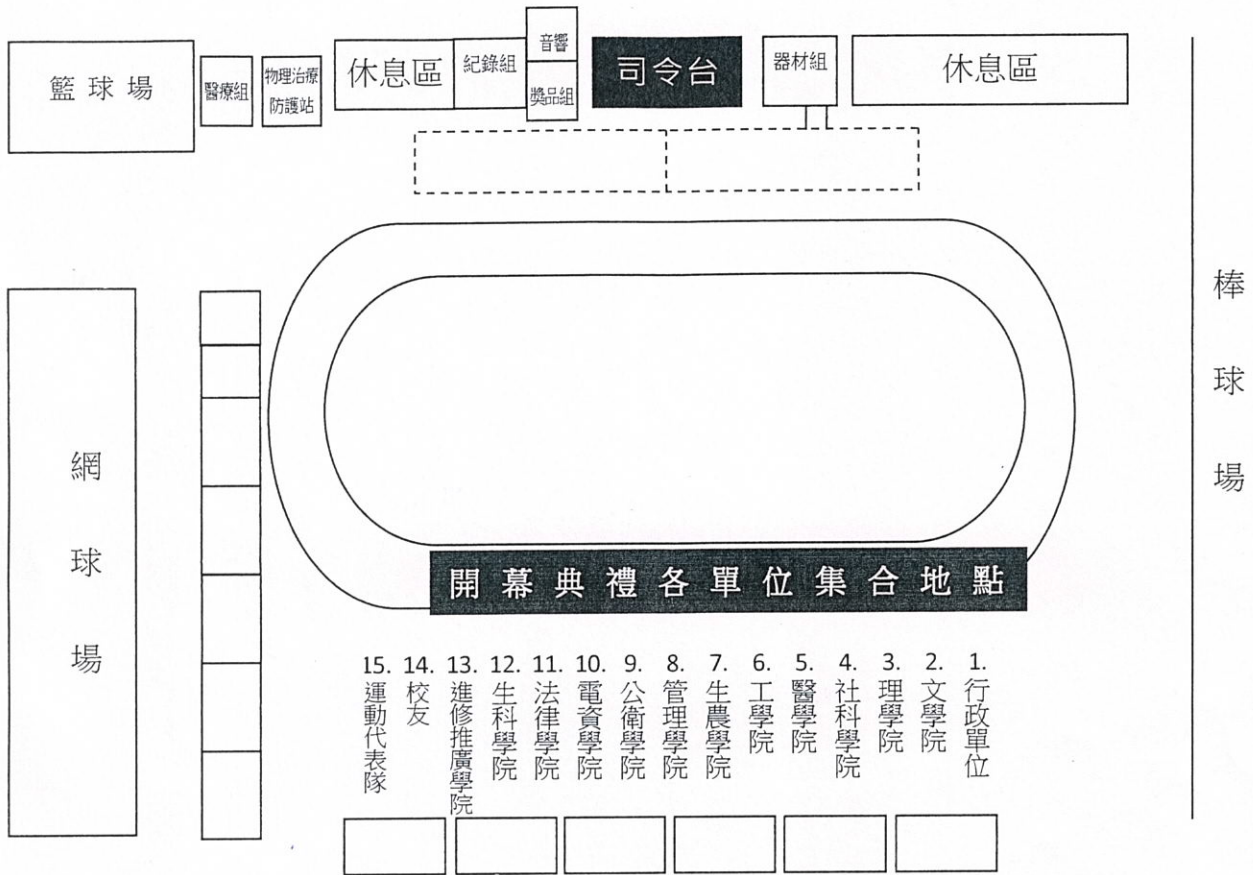 音響
籃球場
醫療組
物理治療
防護站
休息區
紀錄組
獎品組
司令台
器材組
休息區
棒球場
網球場
開幕典禮各單位集合地點
15. 運動代表隊
14. 校友
13. 進修推廣學院
12. 生科學院
11. 法律學院
10. 電資學院
9. 公衛學院
8. 管理學院
7. 生農學院
6. 工學院
5. 醫學院
4. 社科學院
3. 理學院
2. 文學院
1. 行政單位